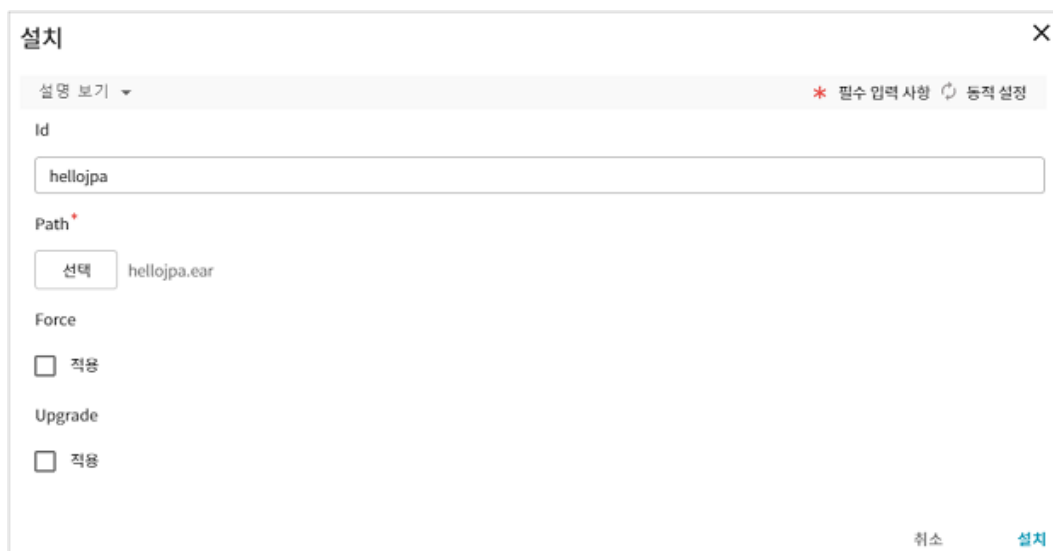 설치
설명 보기
* 필수 입력 사항 동적 설정
Id
hellojpa
Path*
선택 hellojpa.ear
Force
적용
Upgrade
적용
취소 설치